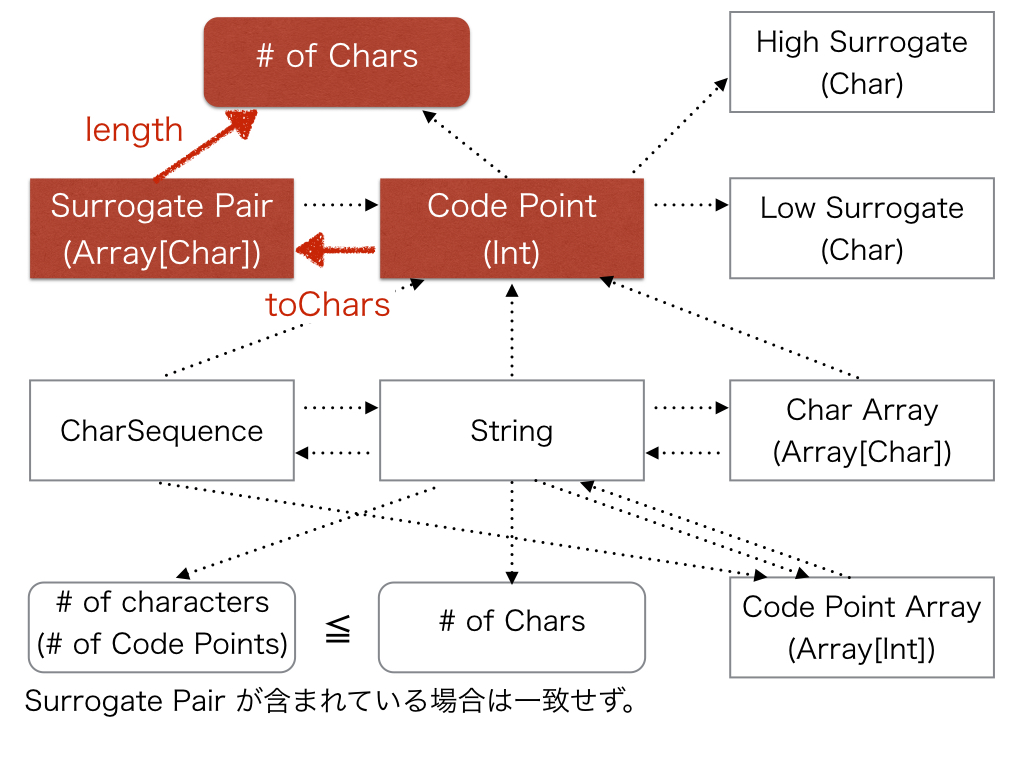 # of Chars
High Surrogate
(Char)
length
Surrogate Pair
(Array[Char])
Code Point
(Int)
Low Surrogate
(Char)
toChars
CharSequence
String
Char Array
(Array[Char])
# of characters
(# of Code Points)
≦
# of Chars
Code Point Array
(Array[Int])
Surrogate Pair が含まれている場合は一致せず。